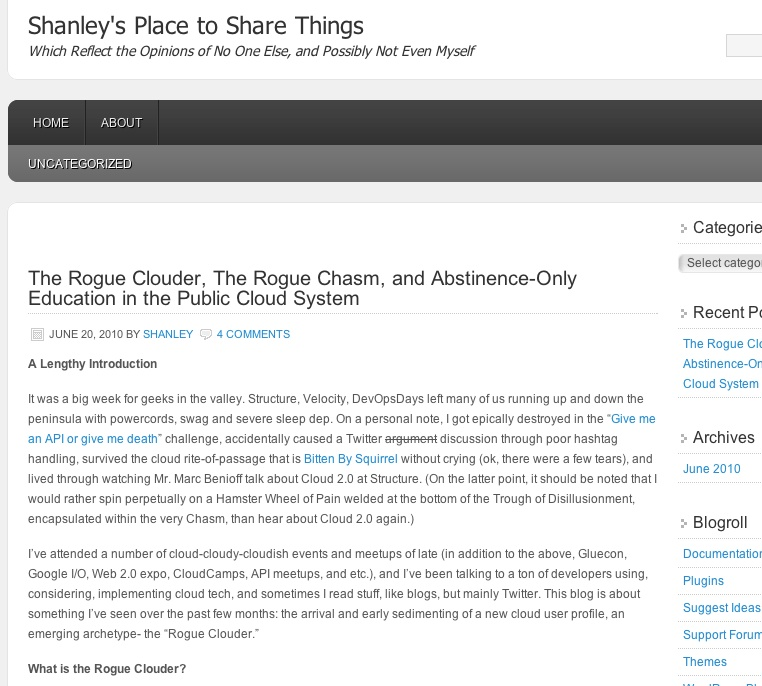 Shanley's Place to Share Things
Which Reflect the Opinions of No One Else, and Possibly Not Even Myself
HOME ABOUT
UNCATEGORIZED
The Rogue Clouder, The Rogue Chasm, and Abstinence-Only
Education in the Public Cloud System
JUNE 20, 2010 BY SHANLEY 4 COMMENTS
A Lengthy Introduction
It was a big week for geeks in the valley. Structure, Velocity, DevOpsDays left many of us running up and down the
peninsula with powercords, swag and severe sleep dep. On a personal note, I got epically destroyed in the “Give me
an API or give me death” challenge, accidentally caused a Twitter argument discussion through poor hashtag
handling, survived the cloud rite-of-passage that is Bitten By Squirrel without crying (ok, there were a few tears), and
lived through watching Mr. Marc Benioff talk about Cloud 2.0 at Structure. (On the latter point, it should be noted that I
would rather spin perpetually on a Hamster Wheel of Pain welded at the bottom of the Trough of Disillusionment,
encapsulated within the very Chasm, than hear about Cloud 2.0 again.)
I’ve attended a number of cloud-cloudy-cloudish events and meetups of late (in addition to the above, Gluecon,
Google I/O, Web 2.0 expo, CloudCamps, API meetups, and etc.), and I’ve been talking to a ton of developers using,
considering, implementing cloud tech, and sometimes I read stuff, like blogs, but mainly Twitter. This blog is about
something I’ve seen over the past few months: the arrival and early sedimenting of a new cloud user profile, an
emerging archetype- the “Rogue Clouder.”
What is the Rogue Clouder?
Categorie
Select catego
Recent Po
The Rogue Clo
Abstinence-On
Cloud System
Archives
June 2010
Blogroll
Documentation
Plugins
Suggest Ideas
Support Forum
Themes